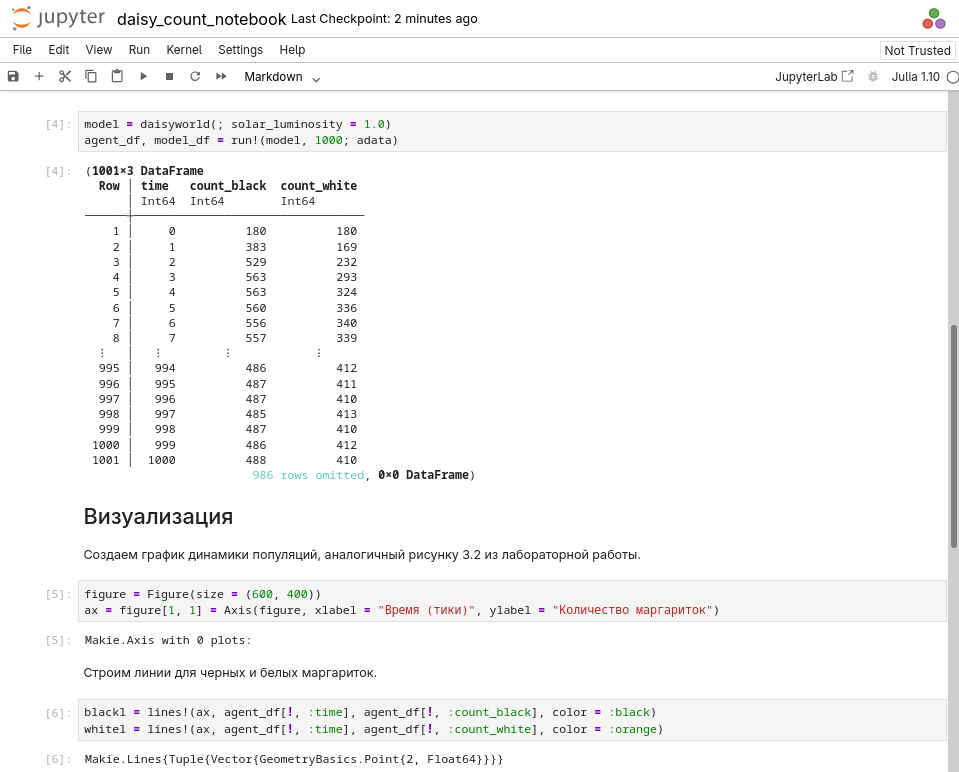 jupyter daisy_count_notebook Last Checkpoint: 2 minutes ago
File Edit View Run Kernel Settings Help Not Trusted
Markdown JupyterLab Julia 1.10
[4]: model = daisyworld(; solar_luminosity = 1.0)
agent_df, model_df = run!(model, 1000; adata)
[4]: (1001×3 DataFrame
Row │ time count_black count_white
│ Int64 Int64 Int64
1 │ 0 180 180
2 │ 1 383 169
3 │ 2 529 232
4 │ 3 563 293
5 │ 4 563 324
6 │ 5 560 336
7 │ 6 556 340
8 │ 7 557 339
⋮ │ ⋮ ⋮ ⋮
995 │ 994 486 412
996 │ 995 487 411
997 │ 996 487 410
998 │ 997 485 413
999 │ 998 487 410
1000 │ 999 486 412
1001 │ 1000 488 410
986 rows omitted, 0×0 DataFrame)
Визуализация
Создаем график динамики популяций, аналогичный рисунку 3.2 из лабораторной работы.
[5]: figure = Figure(size = (600, 400))
ax = figure[1, 1] = Axis(figure, xlabel = "Время (тики)", ylabel = "Количество маргариток")
[5]: Makie.Axis with 0 plots:
Строим линии для черных и белых маргариток.
[6]: blackl = lines!(ax, agent_df[!, :time], agent_df[!, :count_black], color = :black)
whitel = lines!(ax, agent_df[!, :time], agent_df[!, :count_white], color = :orange)
[6]: Makie.Lines{Tuple{Vector{GeometryBasics.Point{2, Float64}}}}